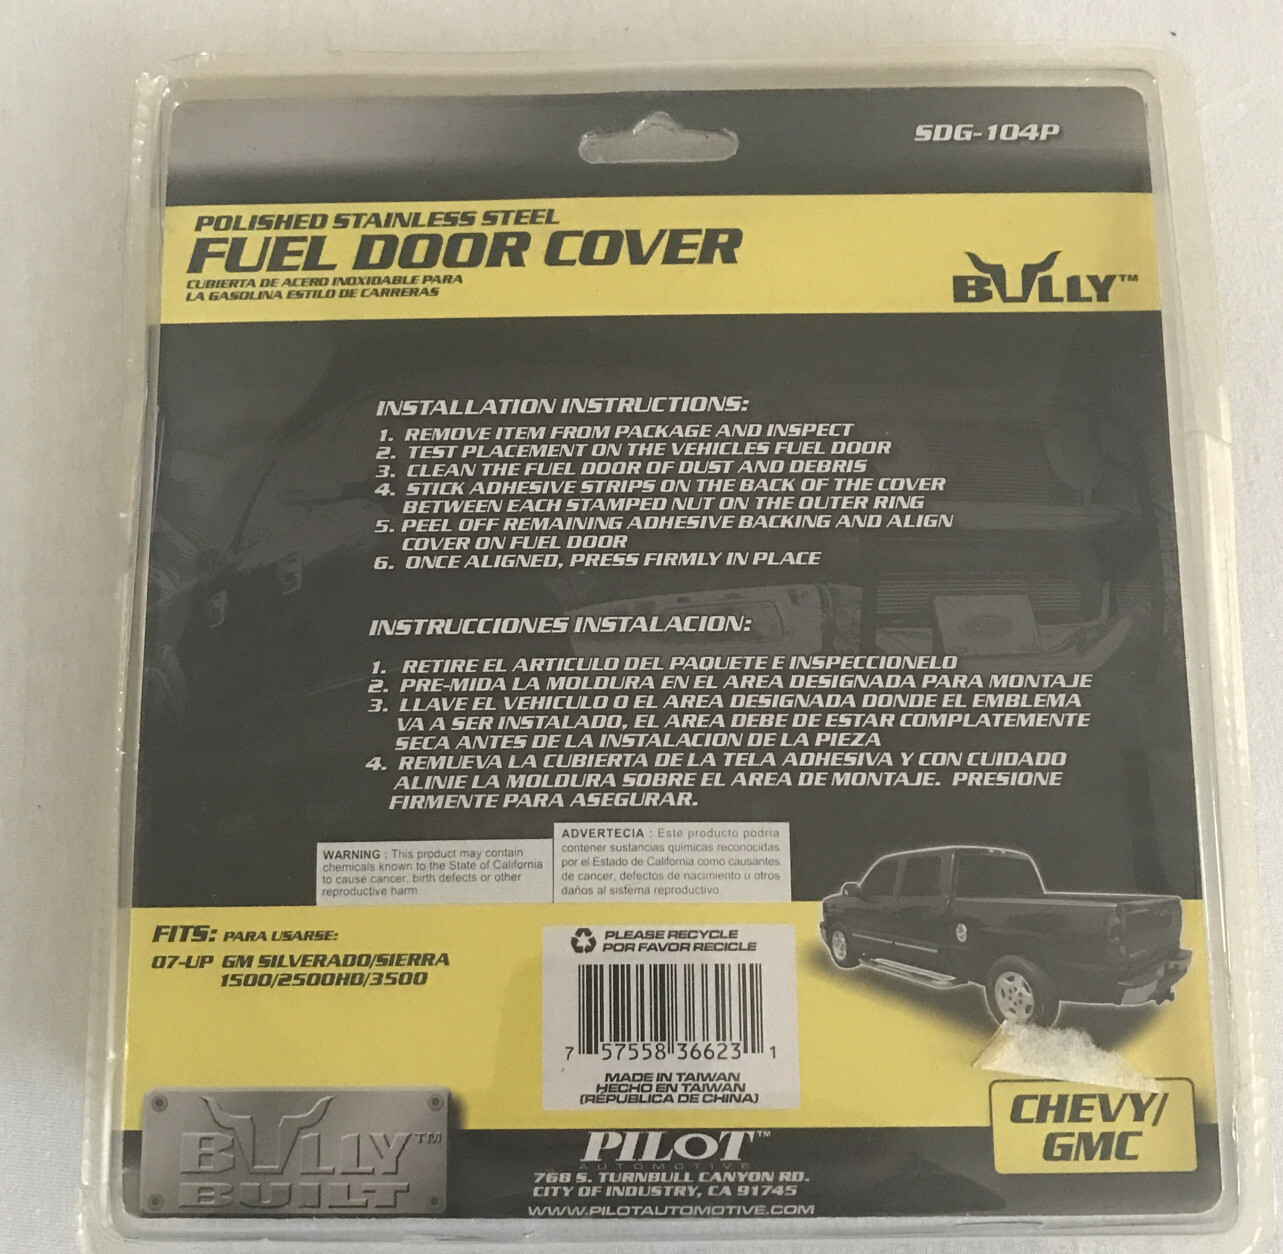 SDG-104P
POLISHED STAINLESS STEEL
FUEL DOOR COVER
CUBIERTA DE ACERO INOXIDABLE PARA
LA GASOLINA ESTILO DE CARRERAS
BULLY™
INSTALLATION INSTRUCTIONS:
1. REMOVE ITEM FROM PACKAGE AND INSPECT
2. TEST PLACEMENT ON THE VEHICLES FUEL DOOR
3. CLEAN THE FUEL DOOR OF DUST AND DEBRIS
4. STICK ADHESIVE STRIPS ON THE BACK OF THE COVER
BETWEEN EACH STAMPED NUT ON THE OUTER RING
5. PEEL OFF REMAINING ADHESIVE BACKING AND ALIGN
COVER ON FUEL DOOR
6. ONCE ALIGNED, PRESS FIRMLY IN PLACE
INSTRUCCIONES INSTALACION:
1. RETIRE EL ARTICULO DEL PAQUETE E INSPECCIONELO
2. PRE-MIDA LA MOLDURA EN EL AREA DESIGNADA PARA MONTAJE
3. LLAVE EL VEHICULO O EL AREA DESIGNADA DONDE EL EMBLEMA
VA A SER INSTALADO, EL AREA DEBE DE ESTAR COMPLATEMENTE
SECA ANTES DE LA INSTALACION DE LA PIEZA
4. REMUEVA LA CUBIERTA DE LA TELA ADHESIVA Y CON CUIDADO
ALINIE LA MOLDURA SOBRE EL AREA DE MONTAJE. PRESIONE
FIRMENTE PARA ASEGURAR.
WARNING : This product may contain
chemicals known to the State of California
to cause cancer, birth defects or other
reproductive harm.
ADVERTECIA : Este producto podria
contener sustancias quimicas reconocidas
por el Estado de California como causantes
de cancer, defectos de nacimiento u otros
daños al sistema reproductivo.
FITS: PARA USARSE:
07-UP GM SILVERADO/SIERRA
1500/2500HD/3500
PLEASE RECYCLE
POR FAVOR RECICLE
7 57558 36623 1
MADE IN TAIWAN
HECHO EN TAIWAN
(REPUBLICA DE CHINA)
BULLY™
BUILT
CHEVY/
GMC
PILOT™
AUTOMOTIVE
768 S. TURNBULL CANYON RD.
CITY OF INDUSTRY, CA 91745
WWW.PILOTAUTOMOTIVE.COM